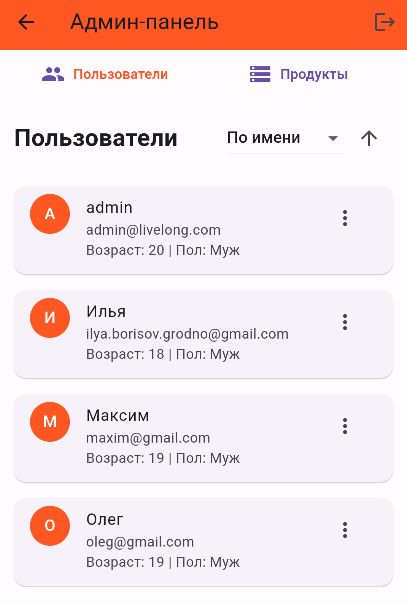 Админ-панель
Пользователи
Продукты
Пользователи
По имени
A
admin
admin@livelong.com
Возраст: 20 | Пол: Муж
И
Илья
ilya.borisov.grodno@gmail.com
Возраст: 18 | Пол: Муж
М
Максим
maxim@gmail.com
Возраст: 19 | Пол: Муж
О
Олег
oleg@gmail.com
Возраст: 19 | Пол: Муж